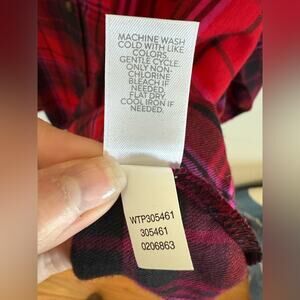 MACHINE WASH
COLD WITH LIKE
COLORS.
GENTLE CYCLE.
ONLY NON-
CHLORINE
BLEACH IF
NEEDED.
FLAT DRY
COOL IRON IF
NEEDED.
WTP305461
305461
0206863